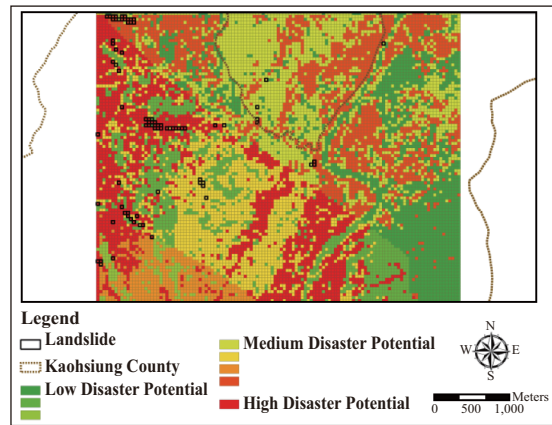 Legend
Landslide
Kaohsiung County
Low Disaster Potential
Medium Disaster Potential
High Disaster Potential
N
W E
S
Meters
0 500 1,000